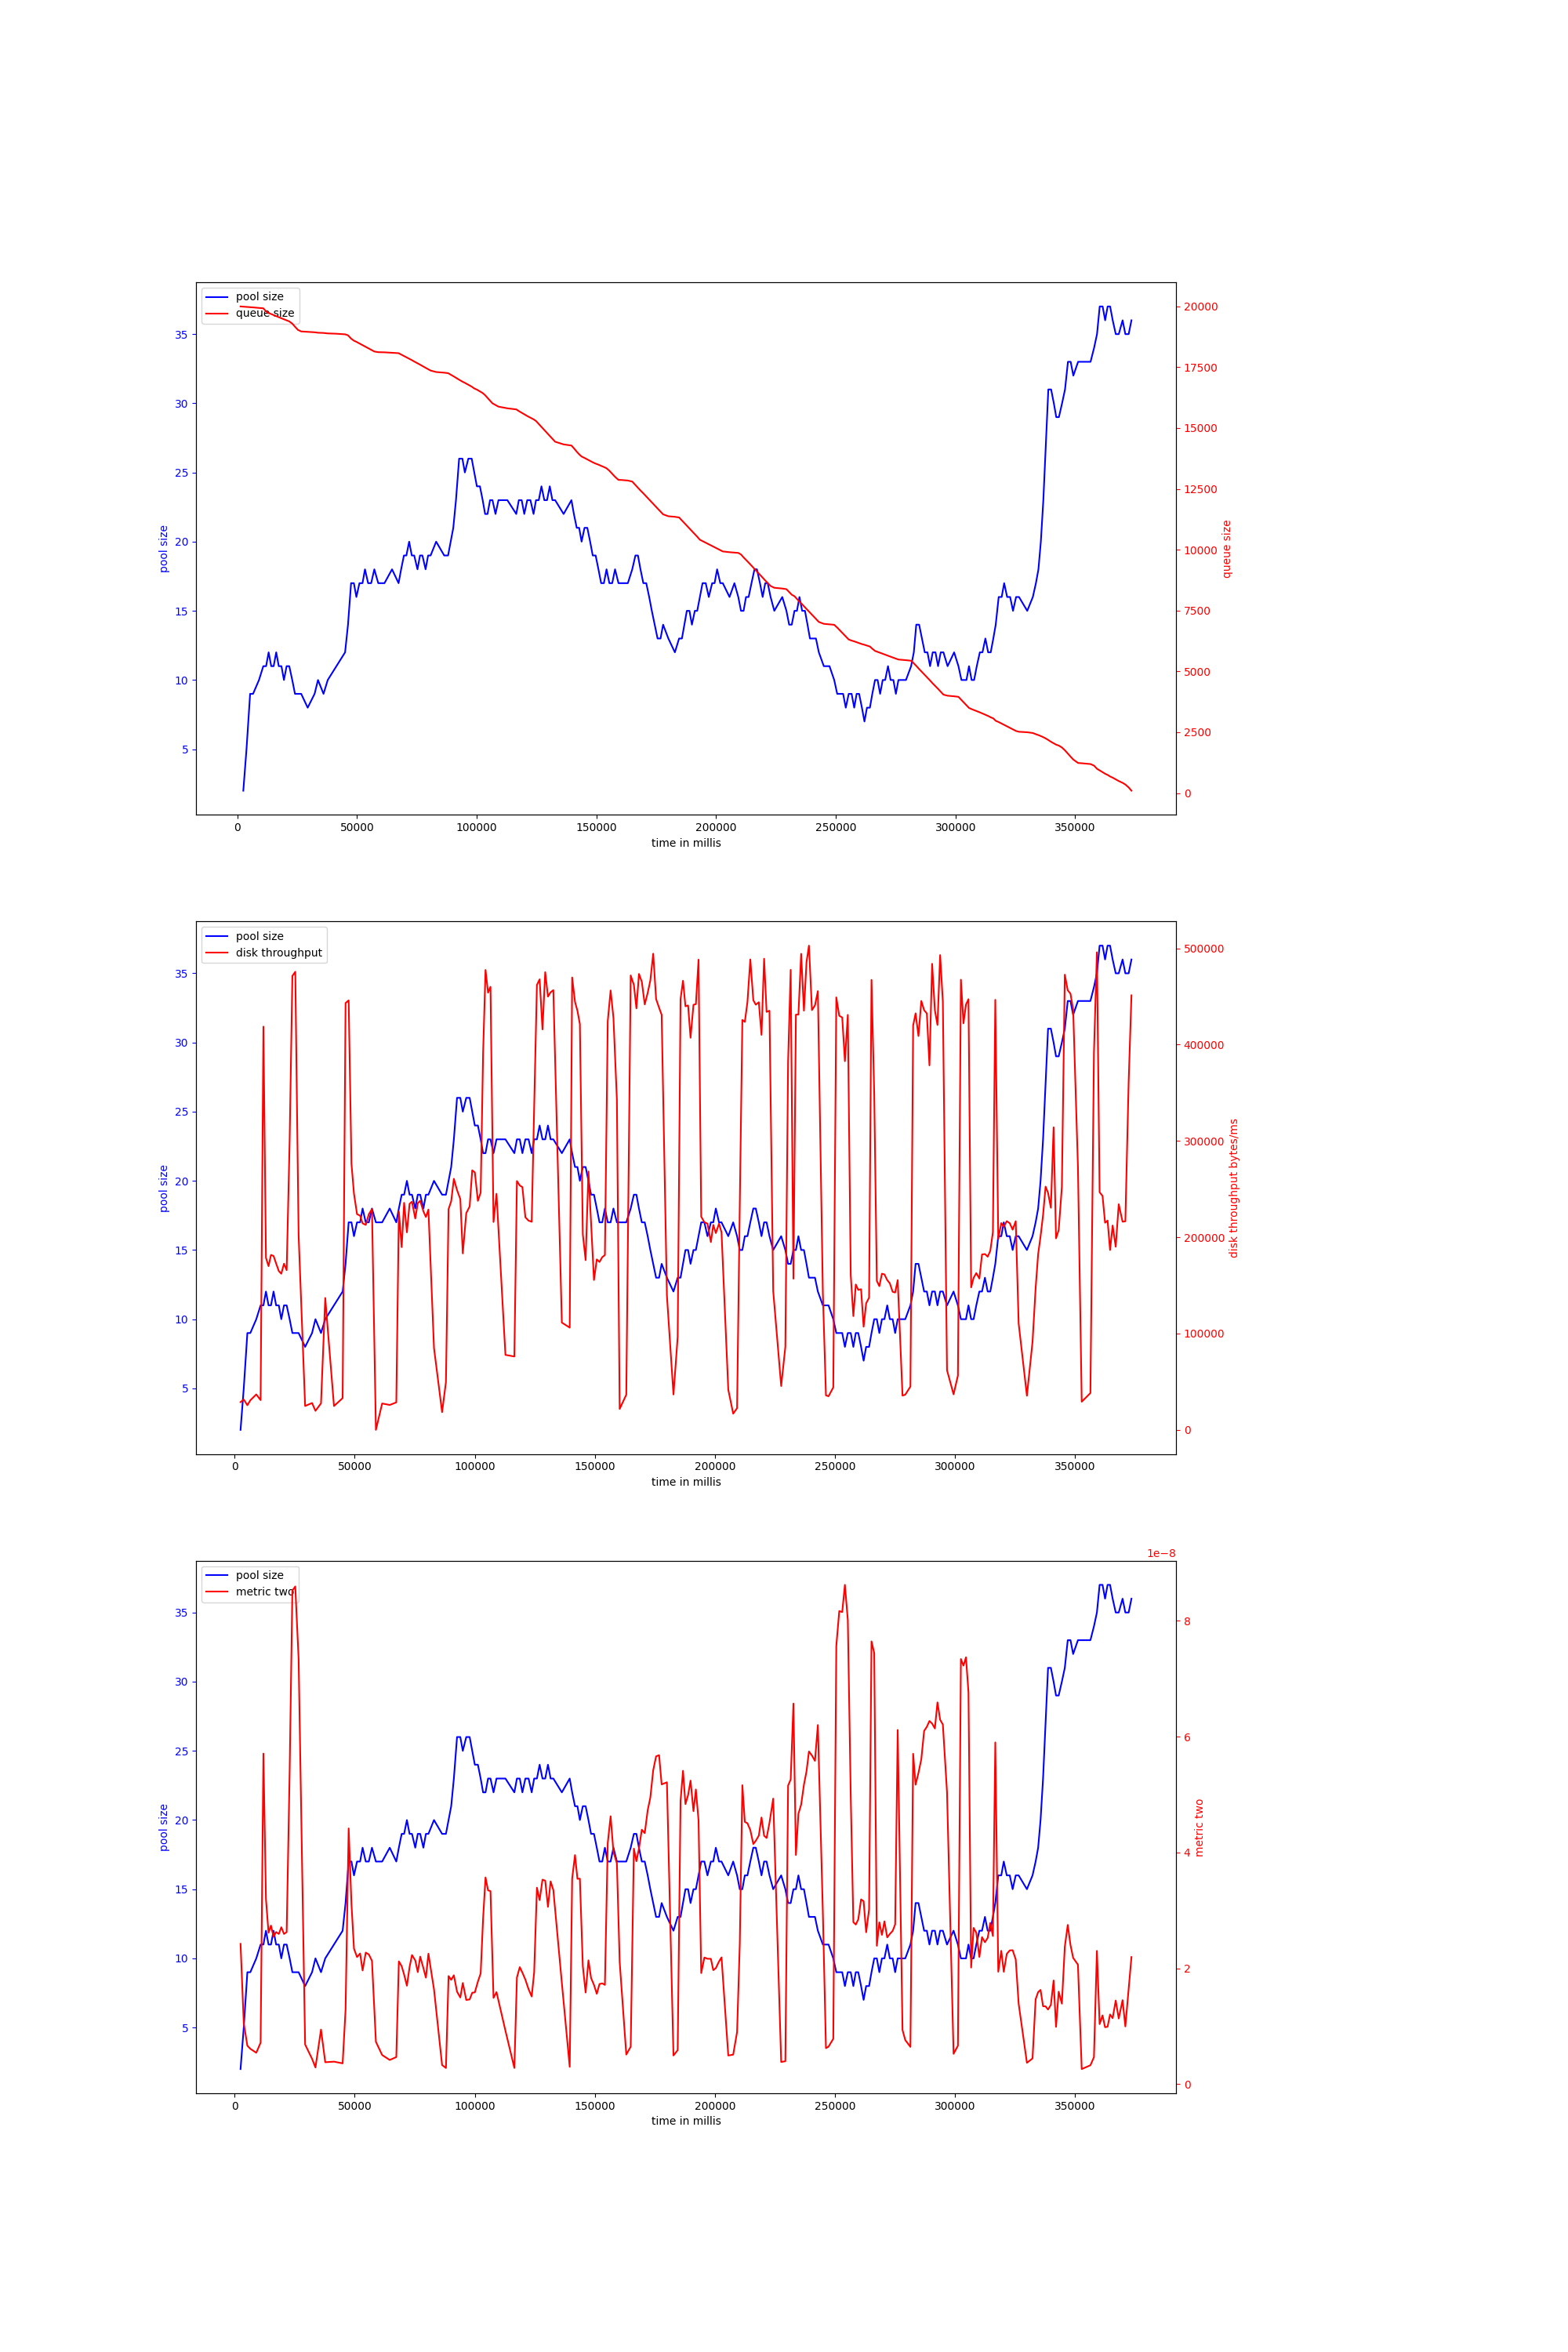 pool size
queue size
35
30
25
20
15
10
5
pool size
20000
17500
15000
12500
10000
7500
5000
2500
0
queue size
0 50000 100000 150000 200000 250000 300000 350000
time in millis
pool size
disk throughput
35
30
25
20
15
10
5
pool size
500000
400000
300000
200000
100000
0
disk throughput bytes/ms
0 50000 100000 150000 200000 250000 300000 350000
time in millis
1e−8
pool size
metric two
35
30
25
20
15
10
5
pool size
8
6
4
2
0
metric two
0 50000 100000 150000 200000 250000 300000 350000
time in millis